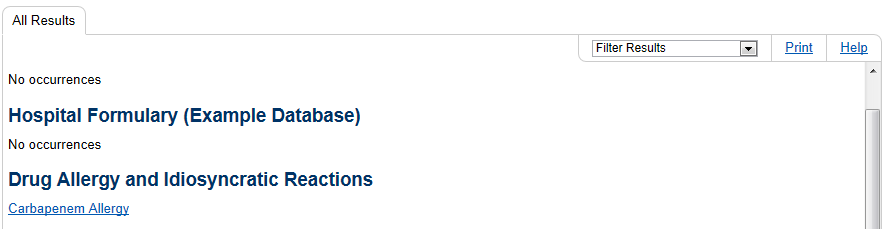 All Results
Filter Results Print Help
No occurrences
Hospital Formulary (Example Database)
No occurrences
Drug Allergy and Idiosyncratic Reactions
Carbapenem Allergy